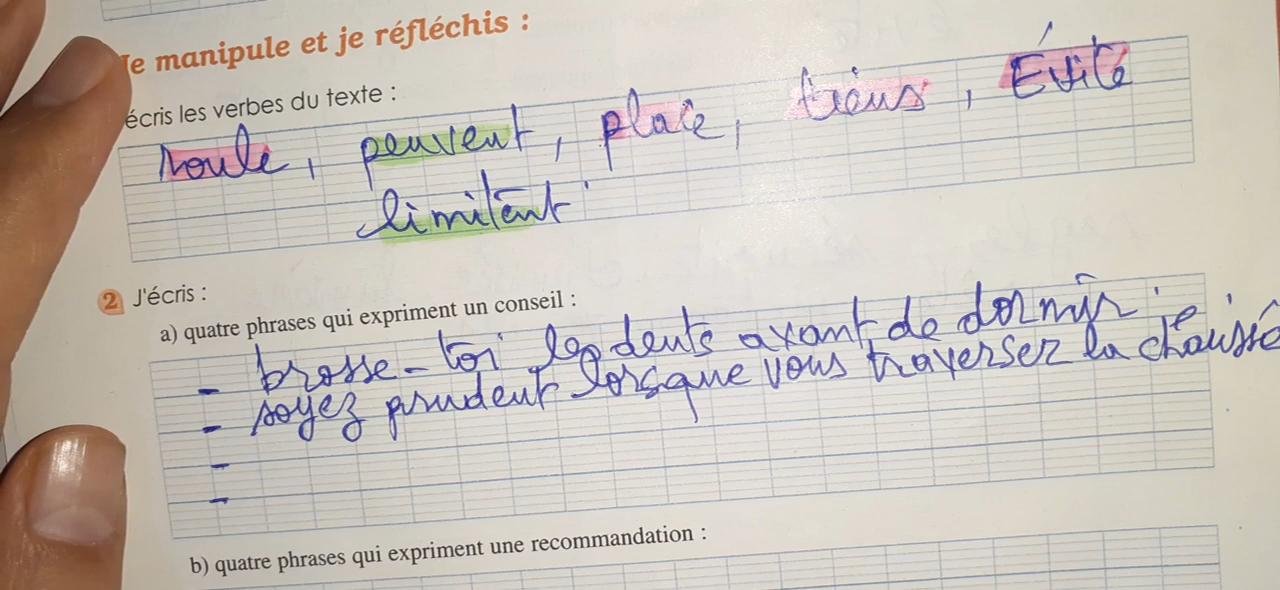 Je manipule et je réfléchis :
écris les verbes du texte :
roule, peuvent, place, tiens, Évite
limitent.
2 J'écris :
a) quatre phrases qui expriment un conseil :
- brosse-toi les dents avant de dormir.
- soyez prudent lorsque vous traversez la chaussée.
-
-
b) quatre phrases qui expriment une recommandation :